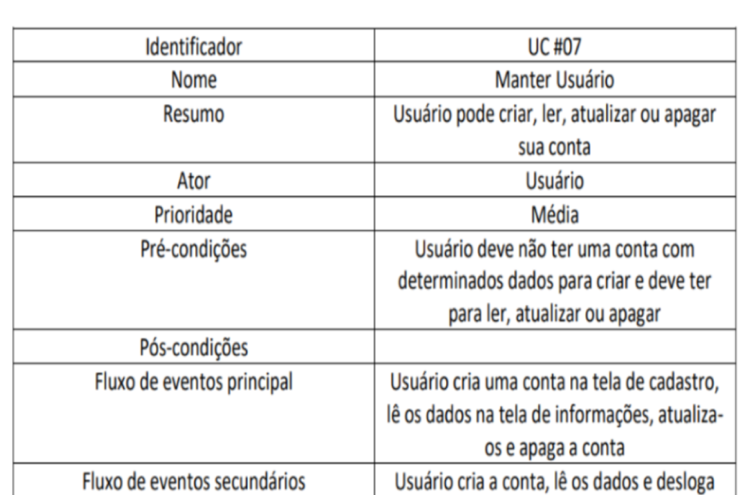 Identificador UC #07
Nome Manter Usuário
Resumo Usuário pode criar, ler, atualizar ou apagar
sua conta
Ator Usuário
Prioridade Média
Pré-condições Usuário deve não ter uma conta com
determinados dados para criar e deve ter
para ler, atualizar ou apagar
Pós-condições
Fluxo de eventos principal Usuário cria uma conta na tela de cadastro,
lê os dados na tela de informações, atualiza-
os e apaga a conta
Fluxo de eventos secundários Usuário cria a conta, lê os dados e desloga